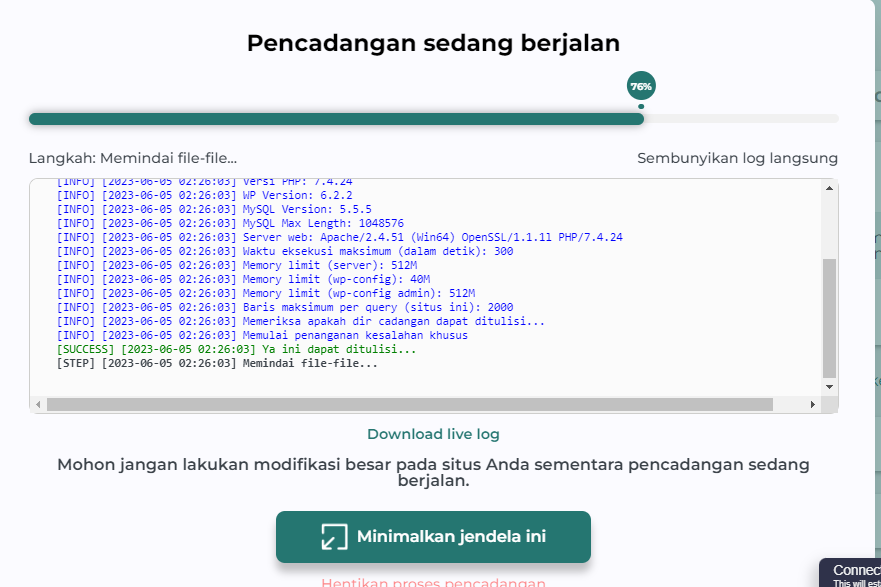 Pencadangan sedang berjalan
76%
Langkah: Memindai file-file...
Sembunyikan log langsung
[INFO] [2023-06-05 02:26:03] Versi PHP: 7.4.24
[INFO] [2023-06-05 02:26:03] WP Version: 6.2.2
[INFO] [2023-06-05 02:26:03] MySQL Version: 5.5.5
[INFO] [2023-06-05 02:26:03] MySQL Max Length: 1048576
[INFO] [2023-06-05 02:26:03] Server web: Apache/2.4.51 (Win64) OpenSSL/1.1.1l PHP/7.4.24
[INFO] [2023-06-05 02:26:03] Waktu eksekusi maksimum (dalam detik): 300
[INFO] [2023-06-05 02:26:03] Memory limit (server): 512M
[INFO] [2023-06-05 02:26:03] Memory limit (wp-config): 40M
[INFO] [2023-06-05 02:26:03] Memory limit (wp-config admin): 512M
[INFO] [2023-06-05 02:26:03] Baris maksimum per query (situs ini): 2000
[INFO] [2023-06-05 02:26:03] Memeriksa apakah dir cadangan dapat ditulisi...
[INFO] [2023-06-05 02:26:03] Memulai penanganan kesalahan khusus
[SUCCESS] [2023-06-05 02:26:03] Ya ini dapat ditulisi...
[STEP] [2023-06-05 02:26:03] Memindai file-file...
Download live log
Mohon jangan lakukan modifikasi besar pada situs Anda sementara pencadangan sedang
berjalan.
Minimalkan jendela ini
Hentikan proses pencadangan
Connec
This will est